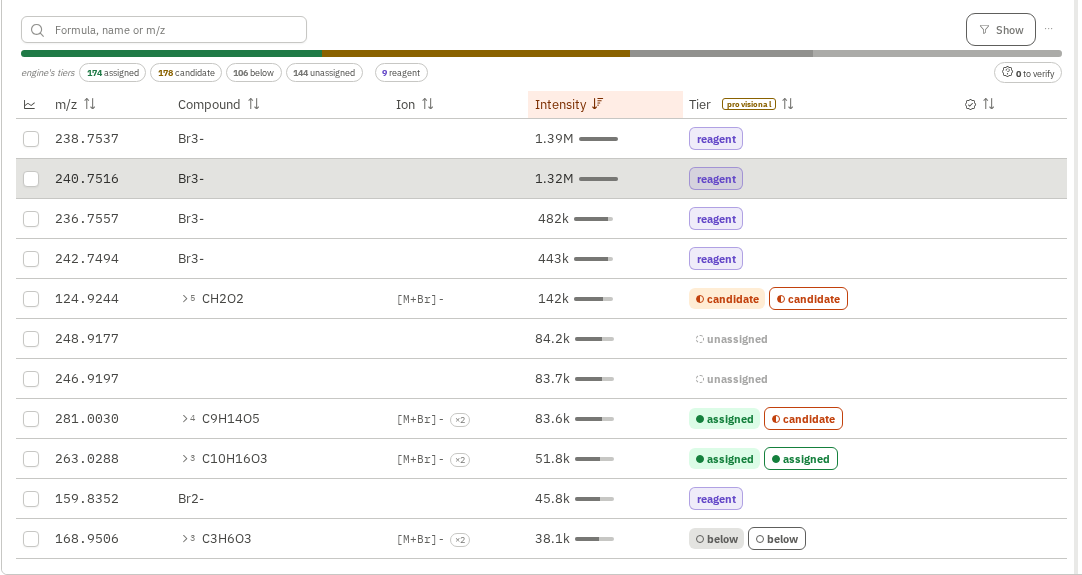 Formula, name or m/z
Show ...
engine's tiers 174 assigned 178 candidate 106 below 144 unassigned 9 reagent 0 to verify
m/z Compound Ion Intensity Tier provisional
238.7537 Br3- 1.39M reagent
240.7516 Br3- 1.32M reagent
236.7557 Br3- 482k reagent
242.7494 Br3- 443k reagent
124.9244 5 CH2O2 [M+Br]- 142k candidate candidate
248.9177 84.2k unassigned
246.9197 83.7k unassigned
281.0030 4 C9H14O5 [M+Br]- ×2 83.6k assigned candidate
263.0288 3 C10H16O3 [M+Br]- ×2 51.8k assigned assigned
159.8352 Br2- 45.8k reagent
168.9506 3 C3H6O3 [M+Br]- ×2 38.1k below below